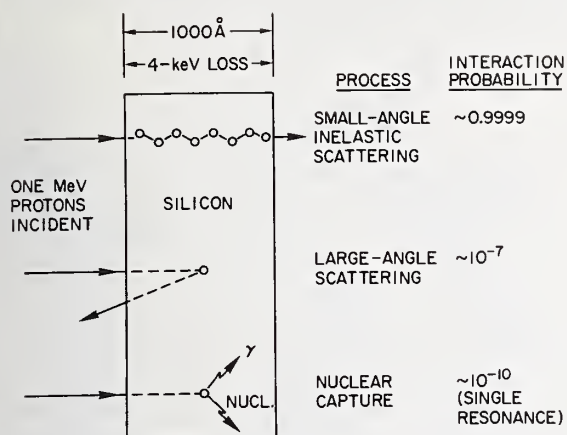 1000Å
4-keV LOSS
PROCESS
INTERACTION
PROBABILITY
SMALL-ANGLE
INELASTIC
SCATTERING
~0.9999
ONE MeV
PROTONS
INCIDENT
SILICON
LARGE-ANGLE
SCATTERING
~10⁻⁷
γ
NUCL.
NUCLEAR
CAPTURE
~10⁻¹⁰
(SINGLE
RESONANCE)